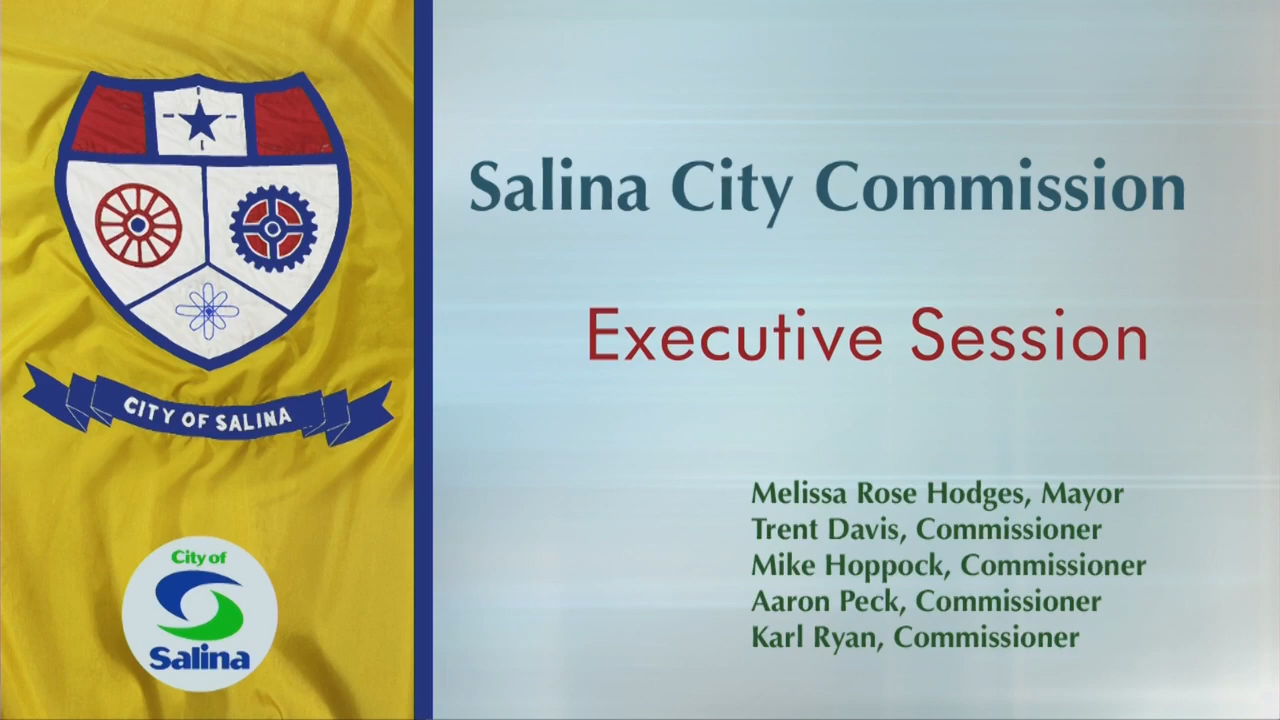 CITY OF SALINA
City of
Salina
Salina City Commission
Executive Session
Melissa Rose Hodges, Mayor
Trent Davis, Commissioner
Mike Hoppock, Commissioner
Aaron Peck, Commissioner
Karl Ryan, Commissioner